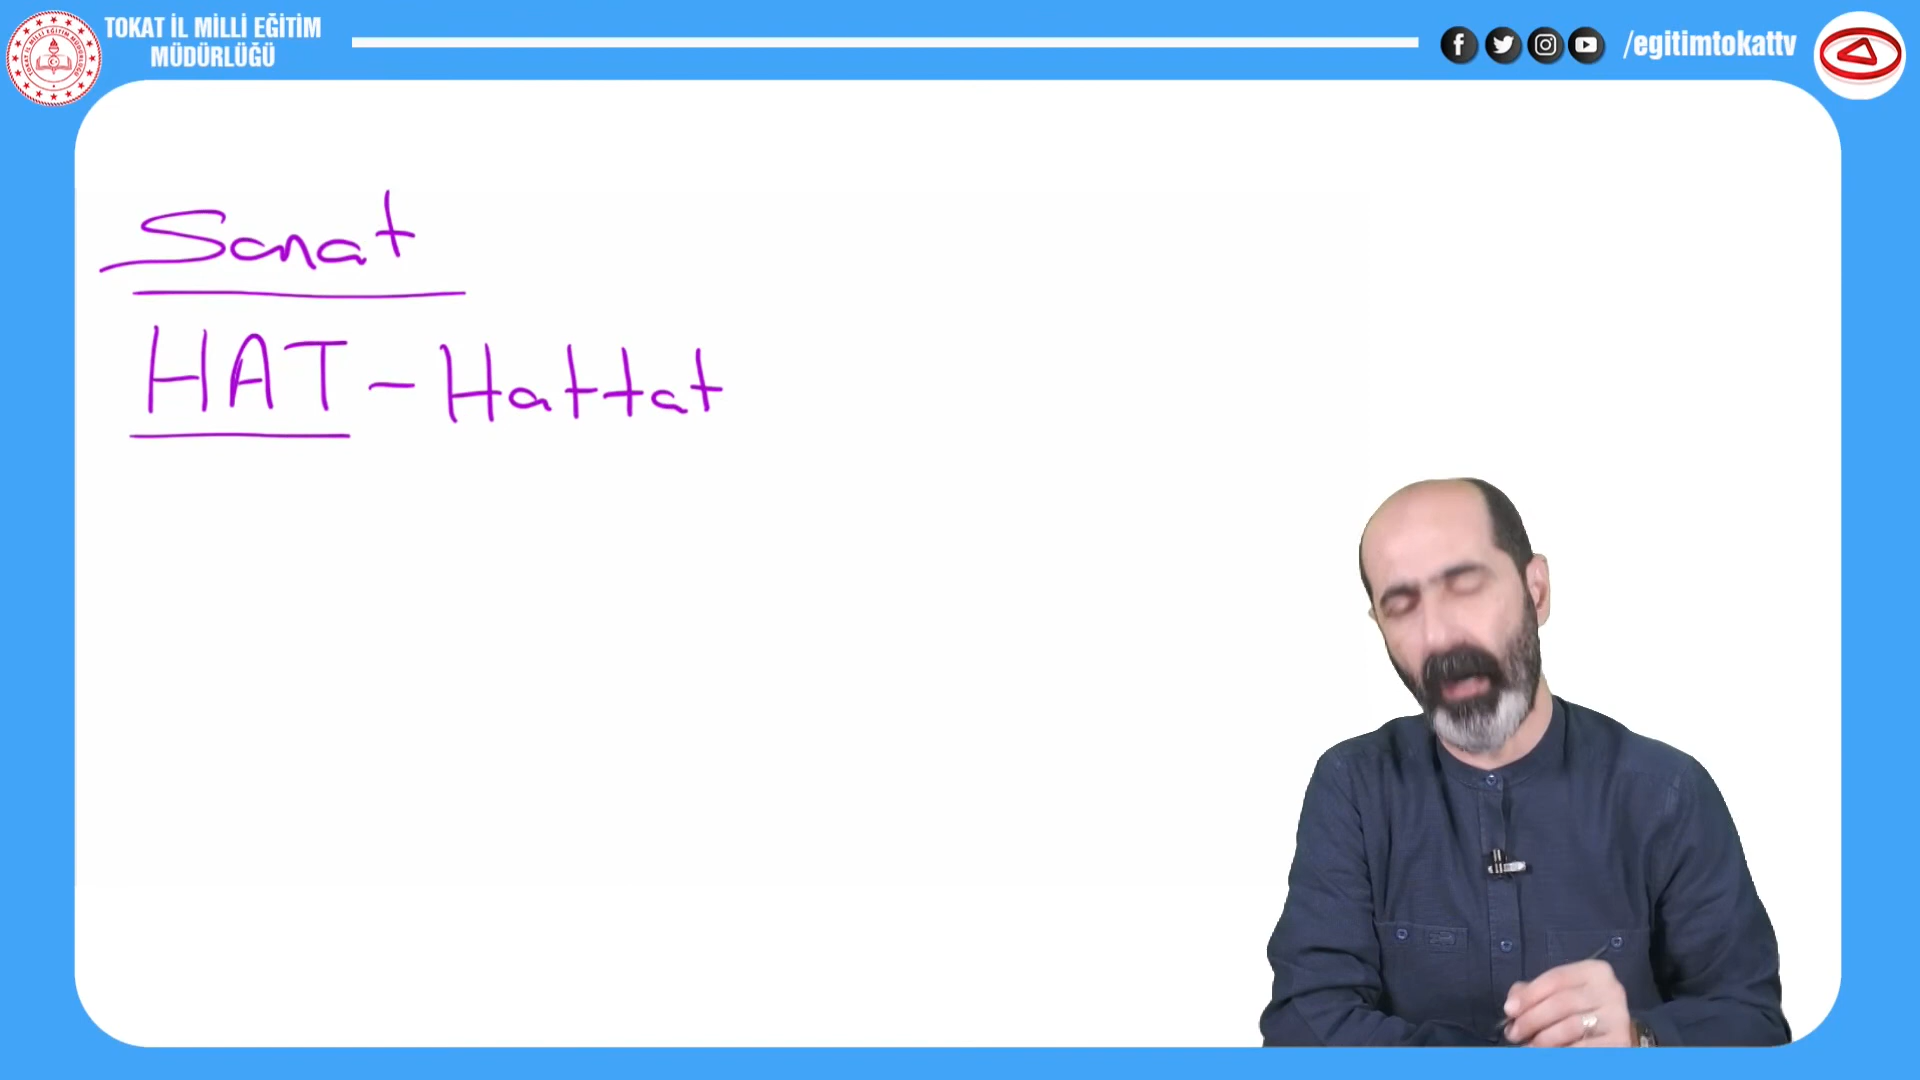 TOKAT İL MİLLİ EĞİTİM
MÜDÜRLÜĞÜ
/egitimtokattv
Sanat
HAT - Hattat